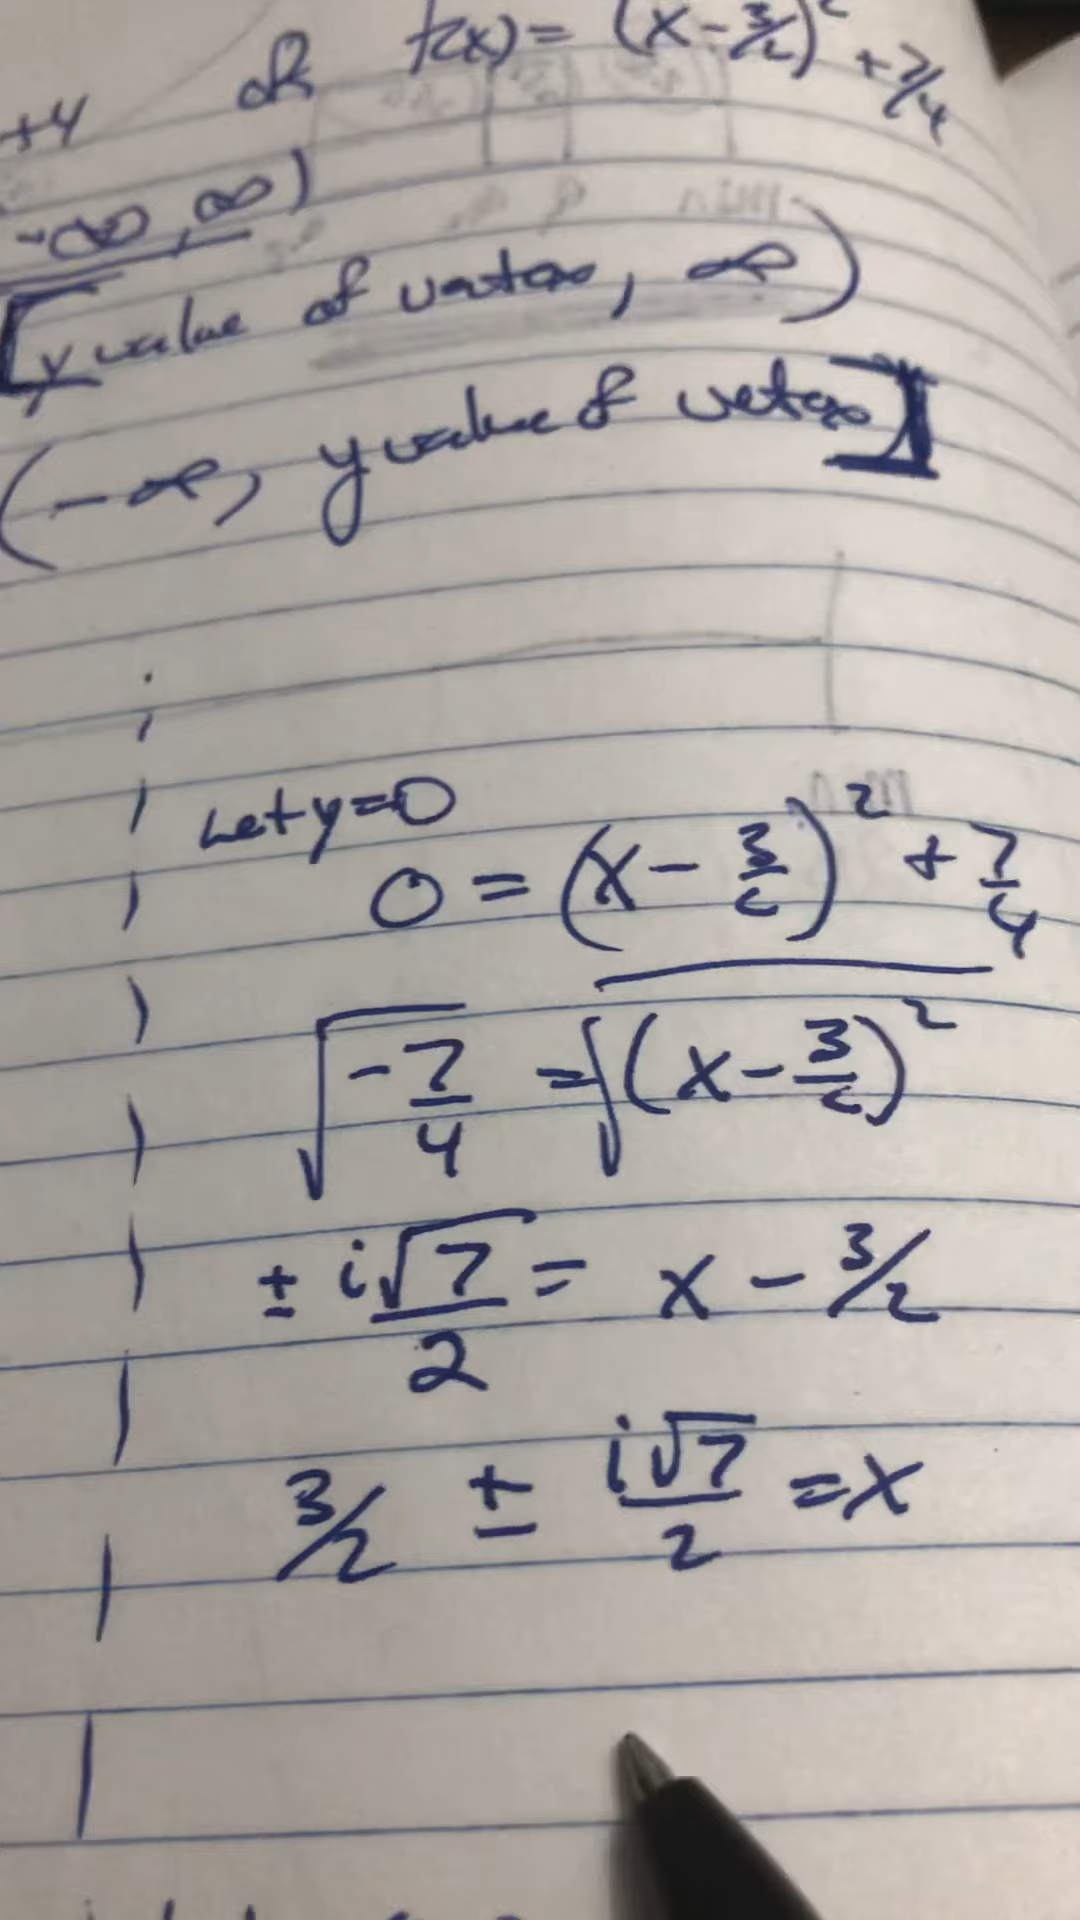 +4 or f(x) = (x - 3/2)² + 7/4
-∞, ∞)
[y value of vertex, ∞)
(-∞, y value of vertex]
Let y=0
0 = (x - 3/2)² + 7/4
√(-7/4) = √(x - 3/2)²
± i√7/2 = x - 3/2
3/2 ± i√7/2 = x